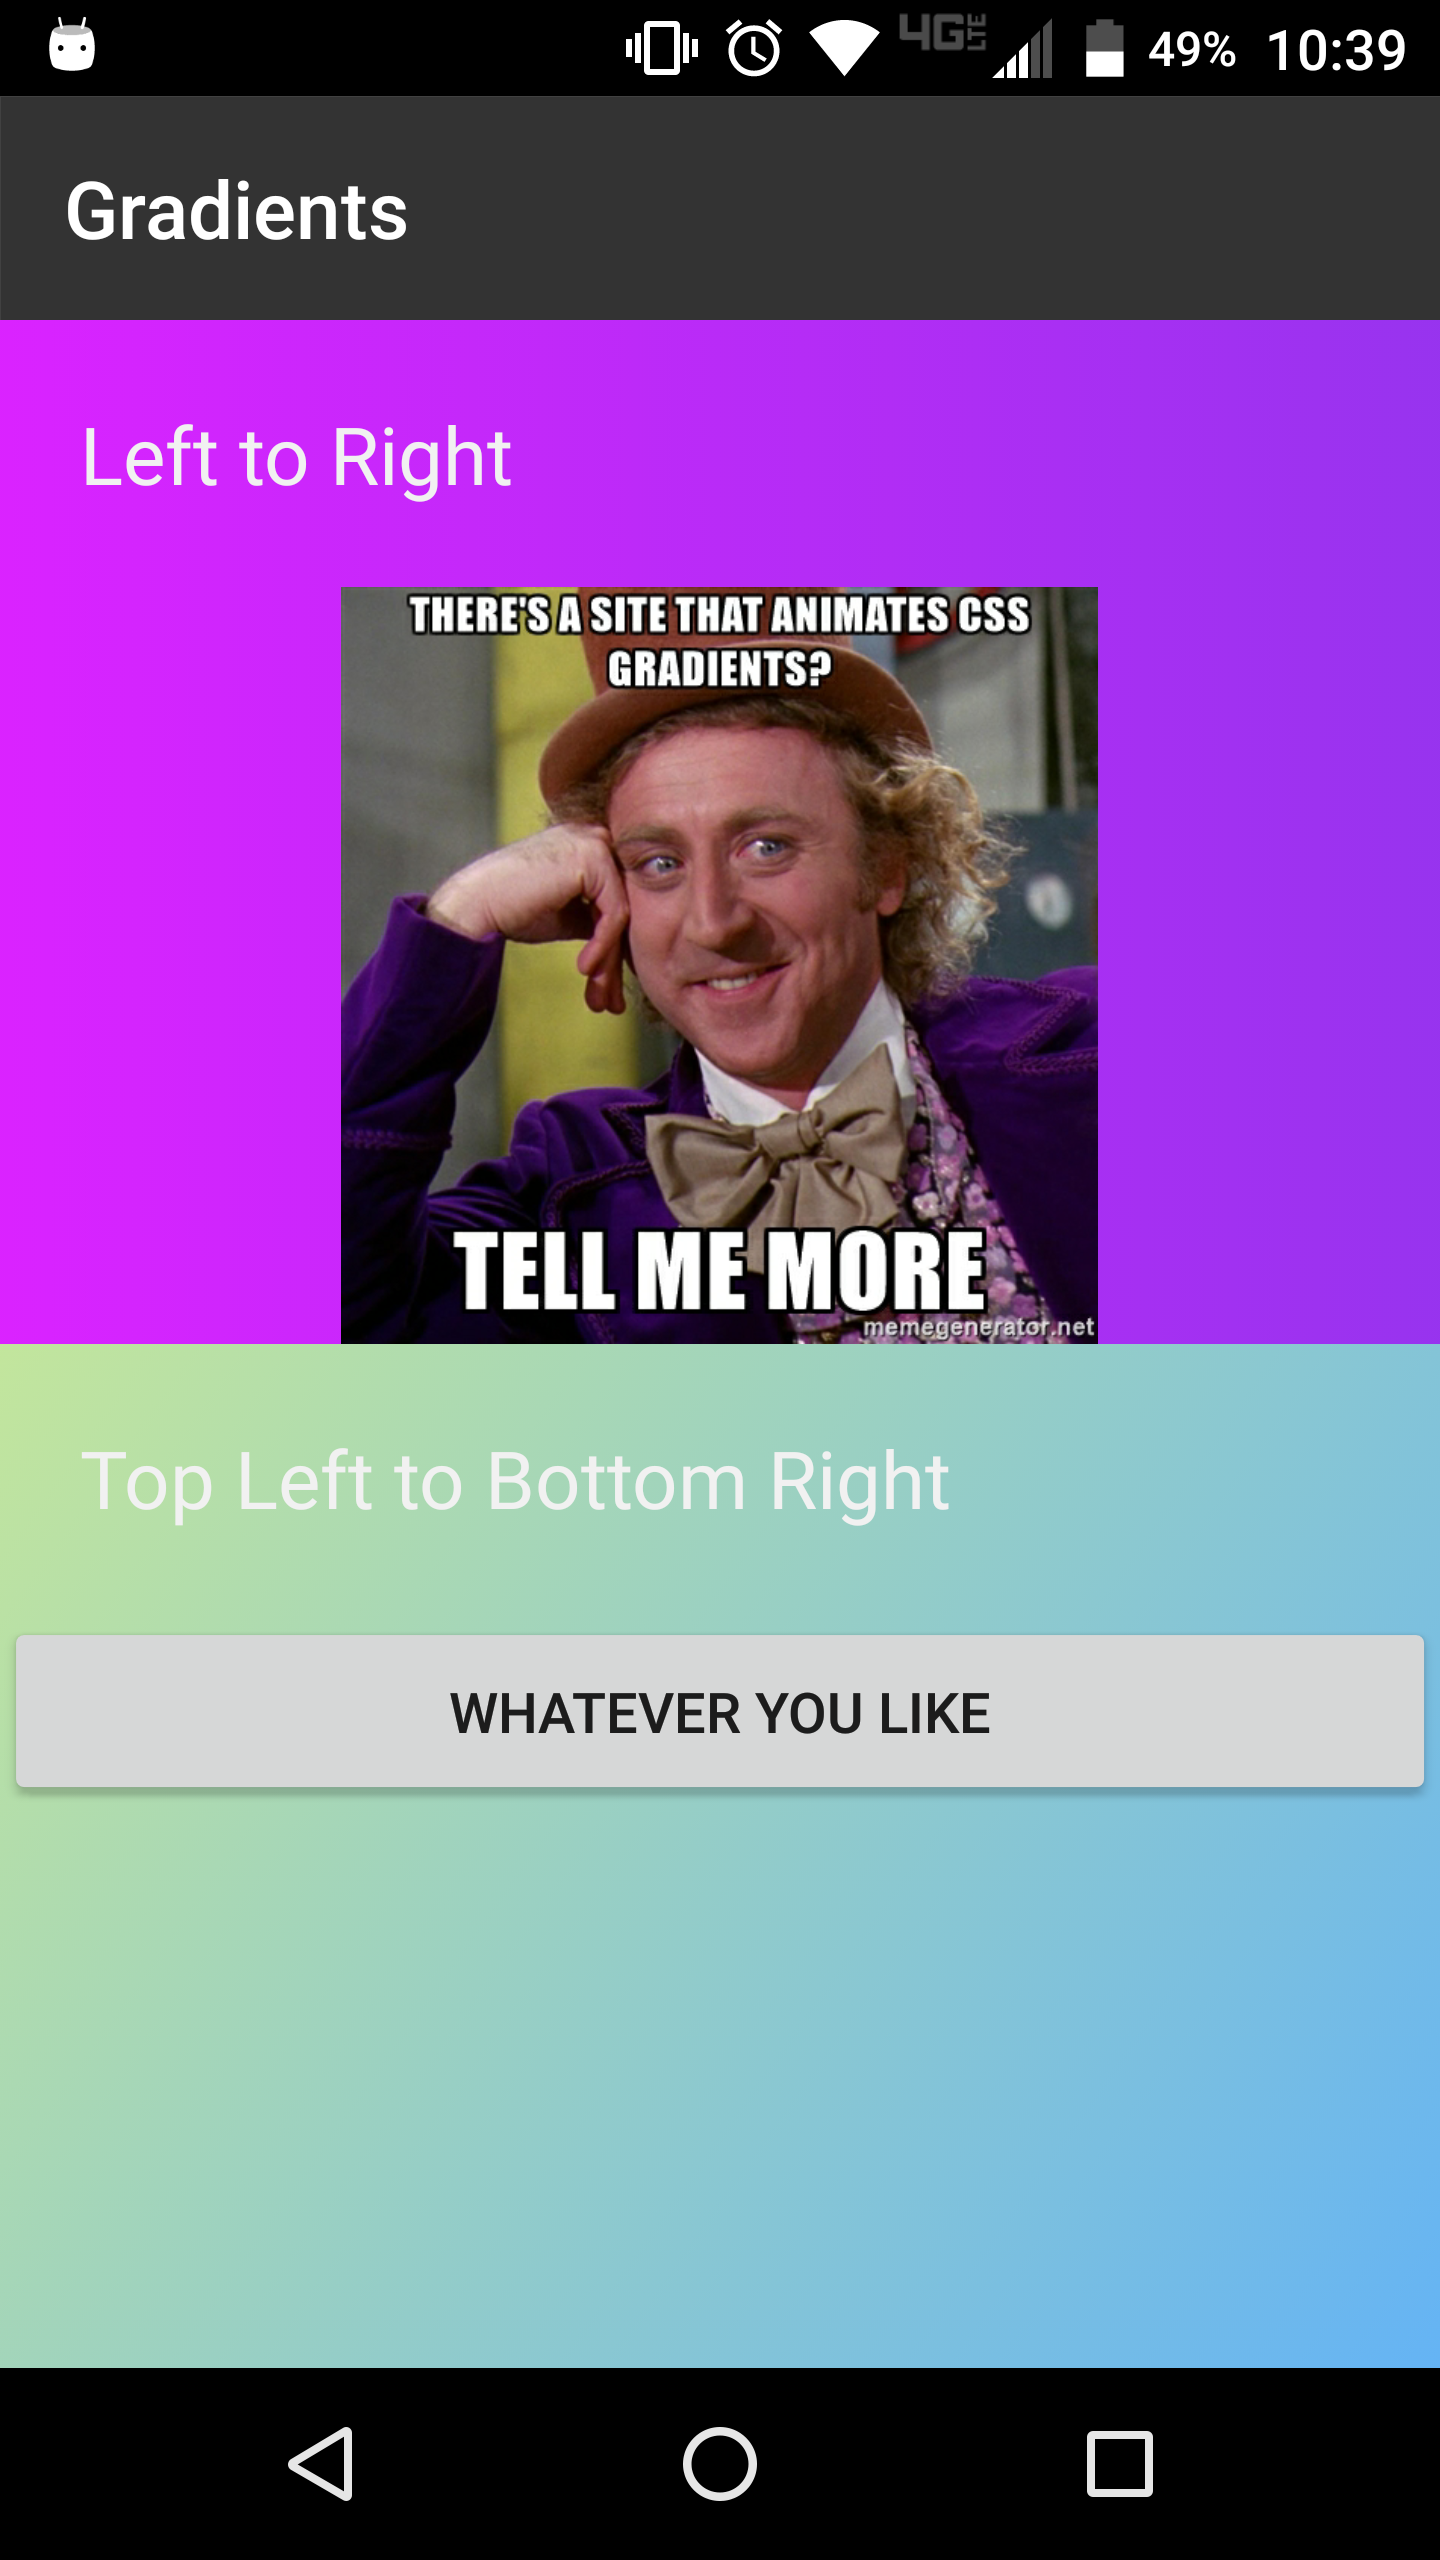 4G LTE 49% 10:39
Gradients
Left to Right
THERE'S A SITE THAT ANIMATES CSS
GRADIENTS?
TELL ME MORE
memegenerator.net
Top Left to Bottom Right
WHATEVER YOU LIKE